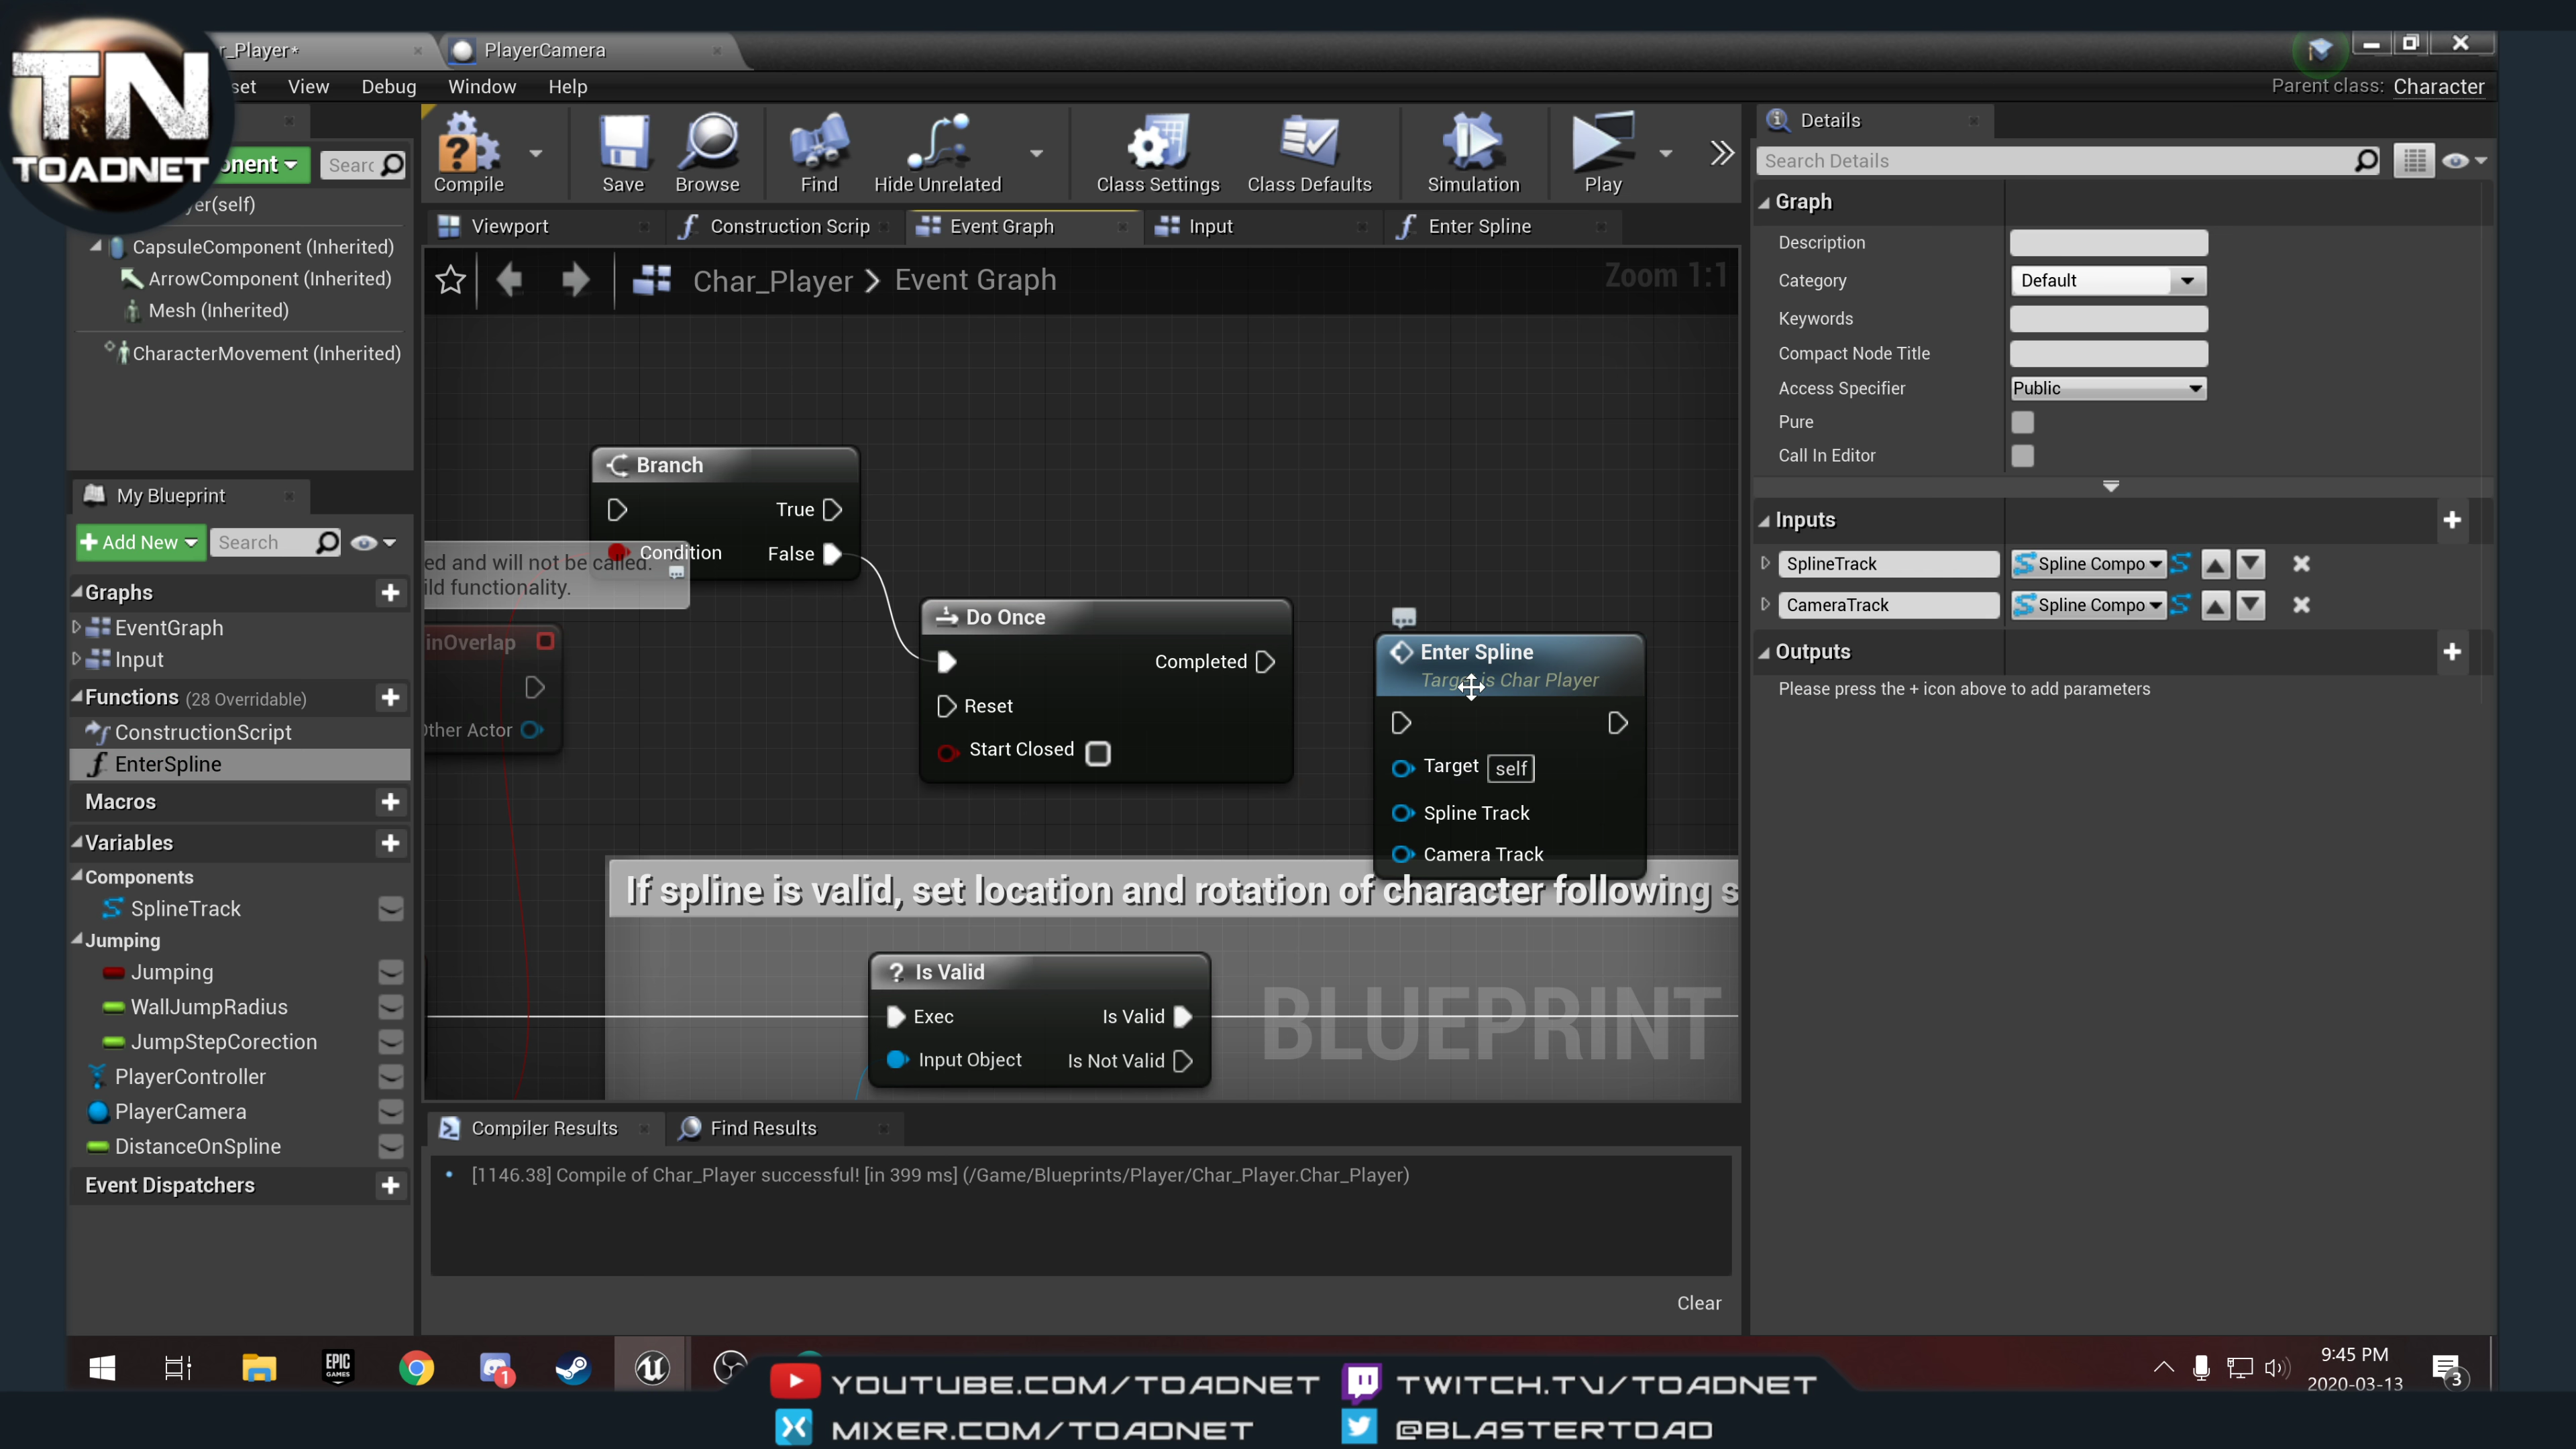 TN
TOADNET
r_Player*
PlayerCamera
set
View
Debug
Window
Help
Parent class: Character
onent
Searc
yer(self)
CapsuleComponent (Inherited)
ArrowComponent (Inherited)
Mesh (Inherited)
CharacterMovement (Inherited)
Compile
Save
Browse
Find
Hide Unrelated
Class Settings
Class Defaults
Simulation
Play
Viewport
Construction Scrip
Event Graph
Input
Enter Spline
Char_Player > Event Graph
Zoom 1:1
My Blueprint
Add New
Search
Graphs
EventGraph
Input
Functions (28 Overridable)
ConstructionScript
EnterSpline
Macros
Variables
Components
SplineTrack
Jumping
Jumping
WallJumpRadius
JumpStepCorection
PlayerController
PlayerCamera
DistanceOnSpline
Event Dispatchers
Branch
True
Condition
False
ed and will not be called.
ild functionality.
inOverlap
Other Actor
Do Once
Completed
Reset
Start Closed
Enter Spline
Target is Char Player
Target self
Spline Track
Camera Track
If spline is valid, set location and rotation of character following s
Is Valid
Exec
Is Valid
Input Object
Is Not Valid
BLUEPRINT
Compiler Results
Find Results
[1146.38] Compile of Char_Player successful! [in 399 ms] (/Game/Blueprints/Player/Char_Player.Char_Player)
Clear
Details
Search Details
Graph
Description
Category
Default
Keywords
Compact Node Title
Access Specifier
Public
Pure
Call In Editor
Inputs
SplineTrack
Spline Compo
CameraTrack
Spline Compo
Outputs
Please press the + icon above to add parameters
EPIC
GAMES
1
9:45 PM
2020-03-13
3
YOUTUBE.COM/TOADNET
TWITCH.TV/TOADNET
MIXER.COM/TOADNET
@BLASTERTOAD